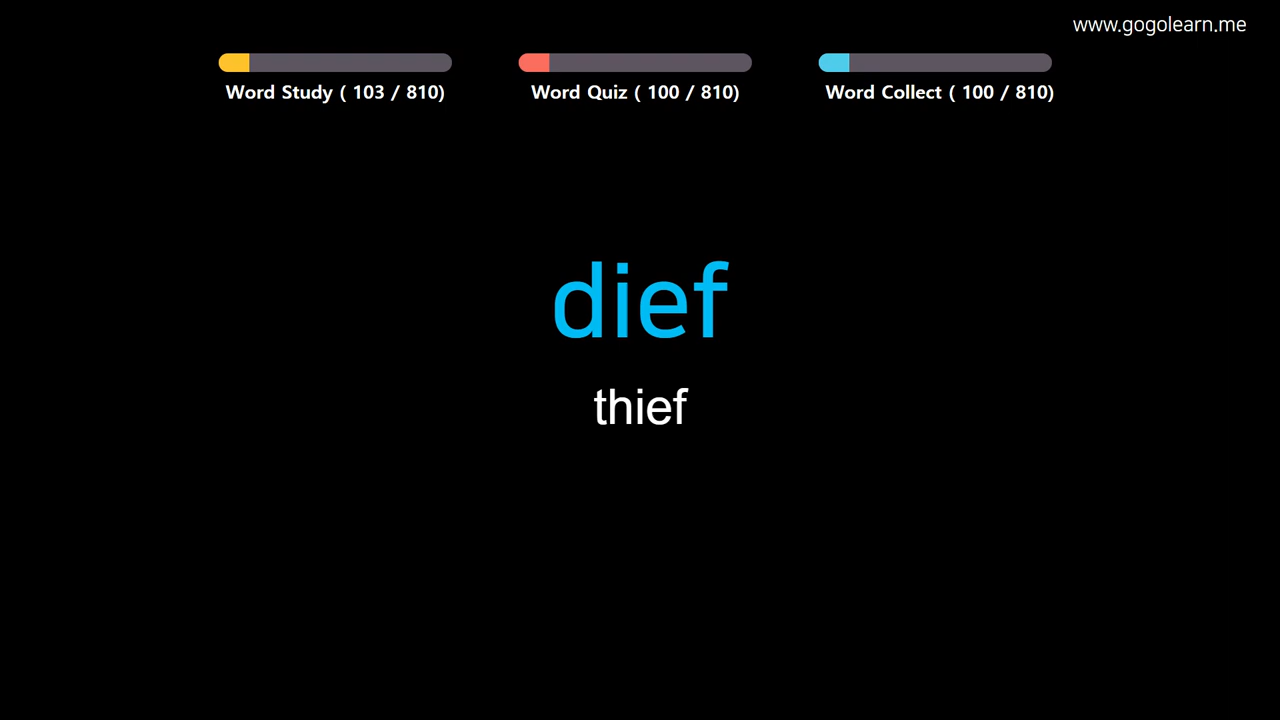 www.gogolearn.me
Word Study ( 103 / 810)
Word Quiz ( 100 / 810)
Word Collect ( 100 / 810)
dief
thief